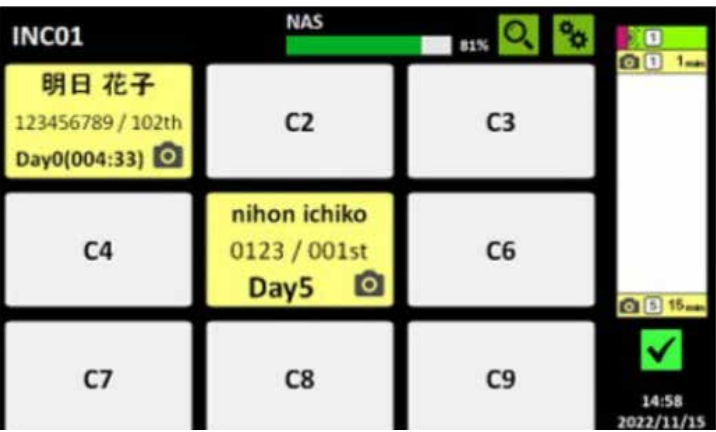 INC01
NAS
81%
明日 花子
123456789 / 102th
Day0(004:33)
C2
C3
C4
nihon ichiko
0123 / 001st
Day5
C6
C7
C8
C9
1
1 1min
5 15min
14:58
2022/11/15